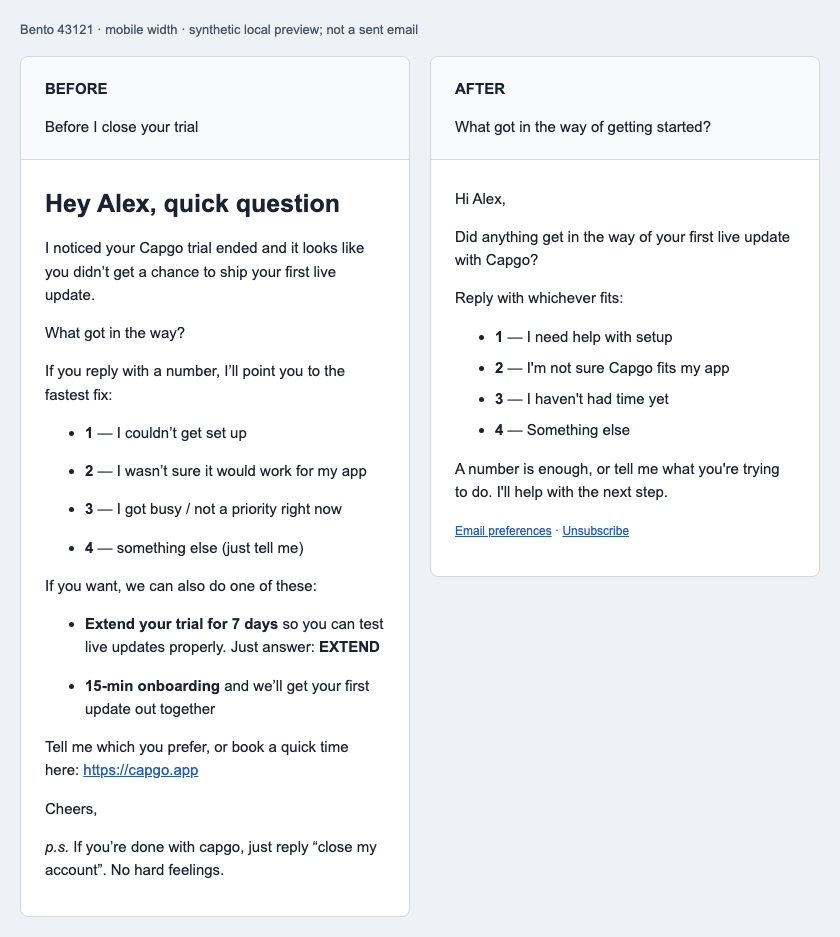 Bento 43121 · mobile width · synthetic local preview; not a sent email
BEFORE
Before I close your trial
Hey Alex, quick question
I noticed your Capgo trial ended and it looks like
you didn’t get a chance to ship your first live
update.
What got in the way?
If you reply with a number, I’ll point you to the
fastest fix:
• 1 — I couldn’t get set up
• 2 — I wasn’t sure it would work for my app
• 3 — I got busy / not a priority right now
• 4 — something else (just tell me)
If you want, we can also do one of these:
• Extend your trial for 7 days so you can test
live updates properly. Just answer: EXTEND
• 15-min onboarding and we’ll get your first
update out together
Tell me which you prefer, or book a quick time
here: https://capgo.app
Cheers,
p.s. If you’re done with capgo, just reply “close my
account”. No hard feelings.
AFTER
What got in the way of getting started?
Hi Alex,
Did anything get in the way of your first live update
with Capgo?
Reply with whichever fits:
• 1 — I need help with setup
• 2 — I'm not sure Capgo fits my app
• 3 — I haven't had time yet
• 4 — Something else
A number is enough, or tell me what you're trying
to do. I'll help with the next step.
Email preferences · Unsubscribe